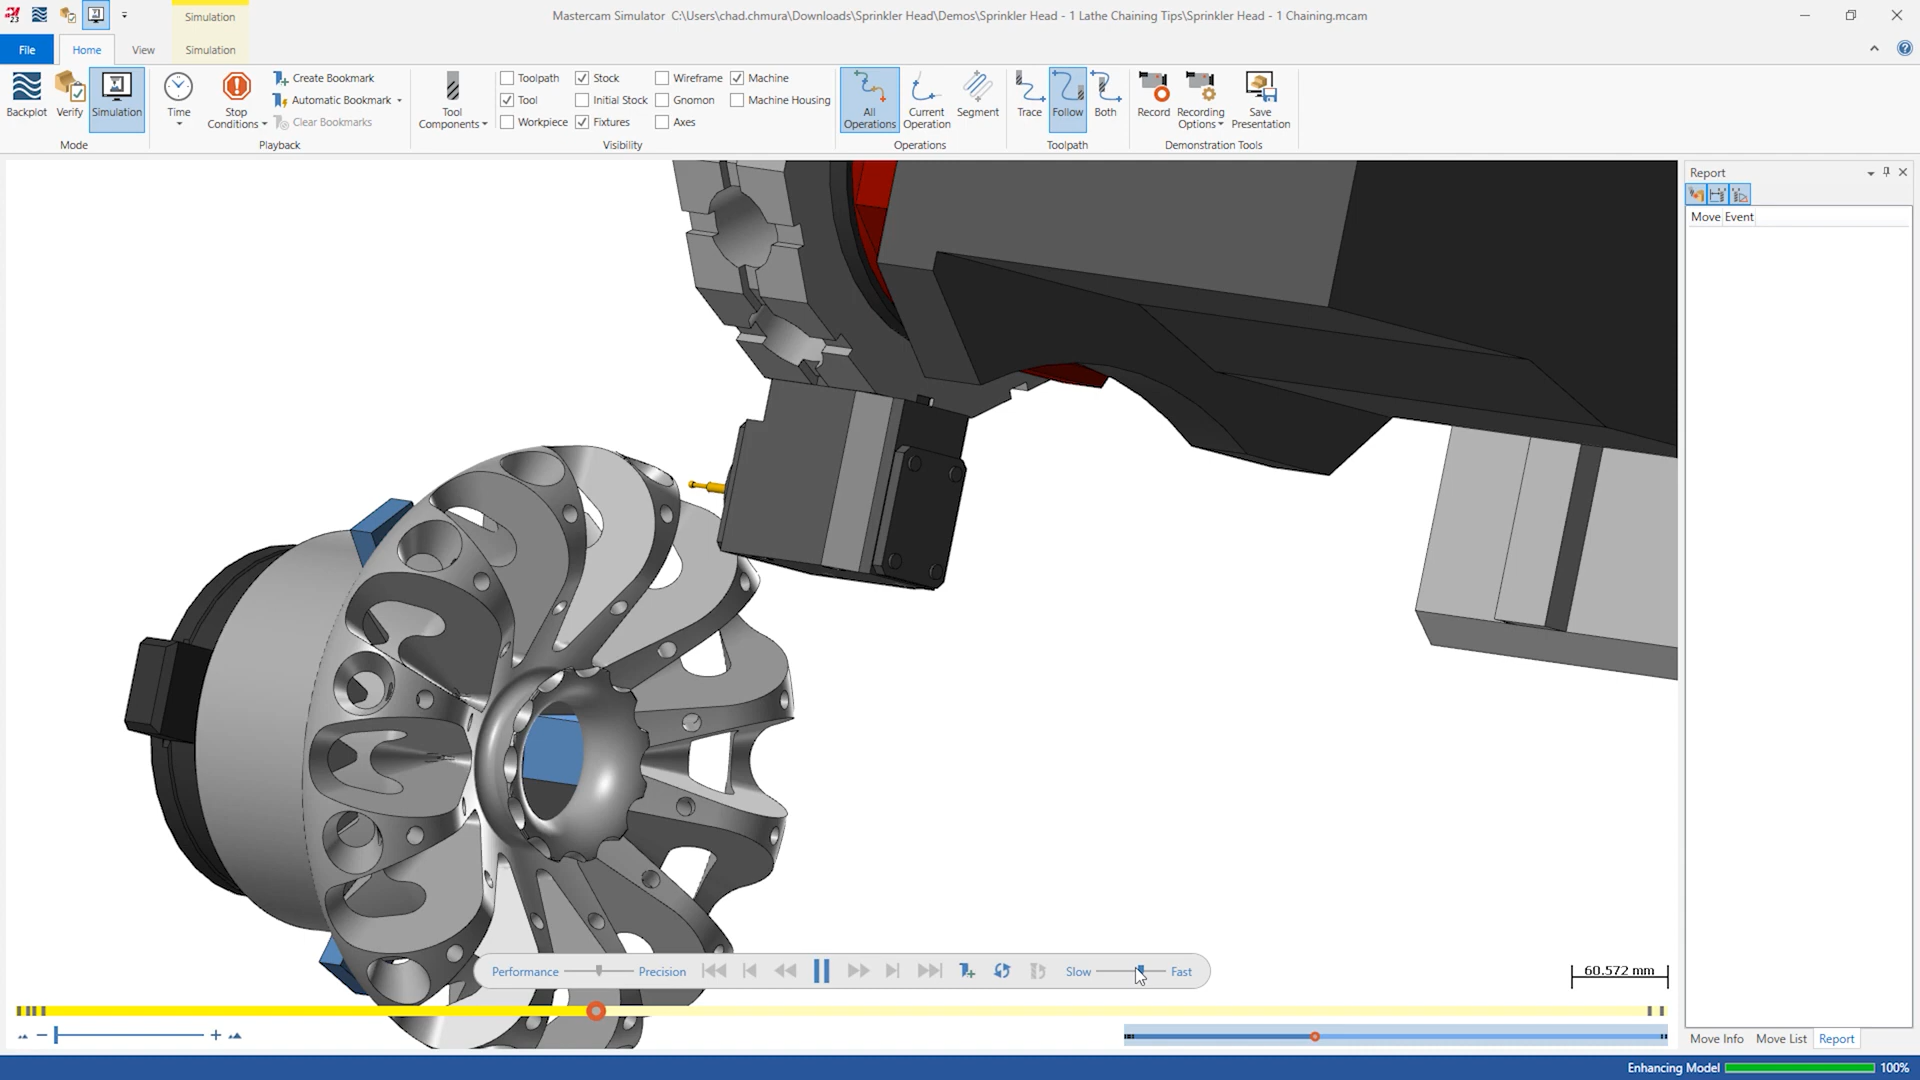 Simulation
Mastercam Simulator C:\Users\chad.chmura\Downloads\Sprinkler Head\Demos\Sprinkler Head - 1 Lathe Chaining Tips\Sprinkler Head - 1 Chaining.mcam
File
Home
View
Simulation
Backplot
Verify
Simulation
Mode
Time
Stop
Conditions
Create Bookmark
Automatic Bookmark
Clear Bookmarks
Playback
Tool
Components
Toolpath
Stock
Wireframe
Machine
Tool
Initial Stock
Gnomon
Machine Housing
Workpiece
Fixtures
Axes
Visibility
All
Operations
Current
Operation
Segment
Operations
Trace
Follow
Both
Toolpath
Record
Recording
Options
Save
Presentation
Demonstration Tools
Report
Move Event
Performance
Precision
Slow
Fast
60.572 mm
Move Info
Move List
Report
Enhancing Model
100%